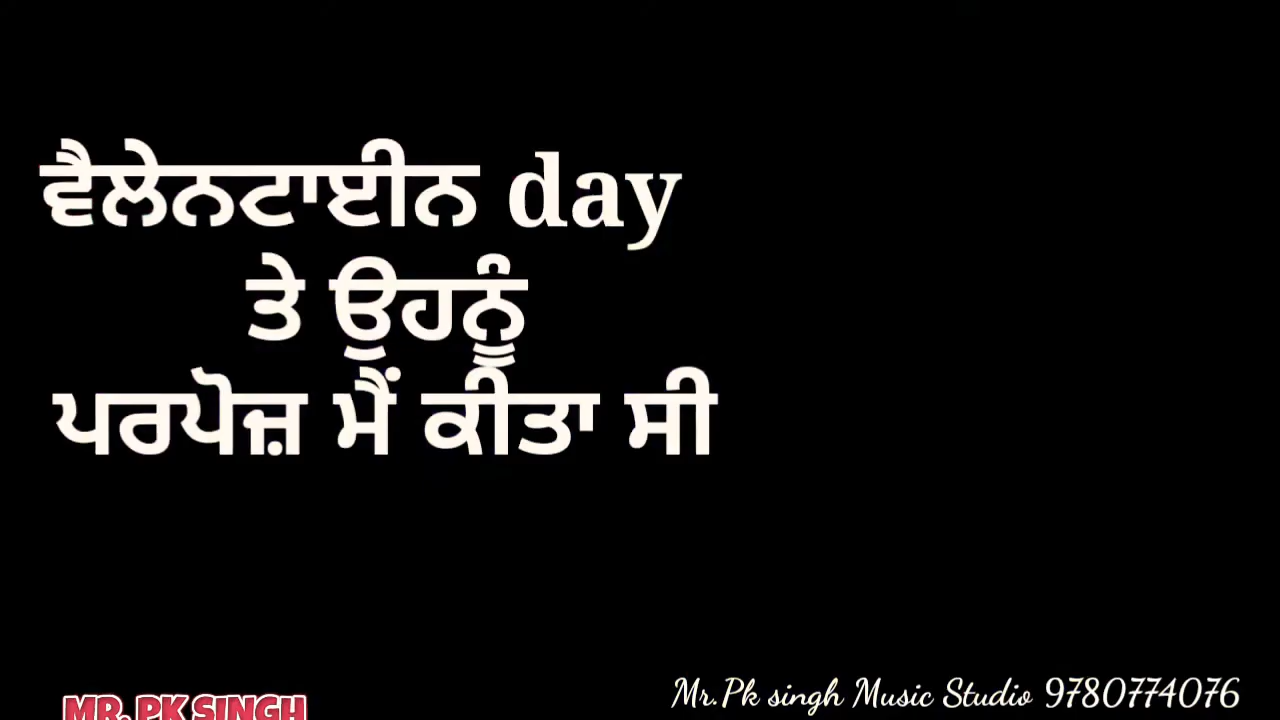 ਵੈਲੇਨਟਾਈਨ day
ਤੇ ਉਹਨੂੰ
ਪਰਪੋਜ਼ ਮੈਂ ਕੀਤਾ ਸੀ
Mr.Pk singh Music Studio 9780774076
MR. PK SINGH